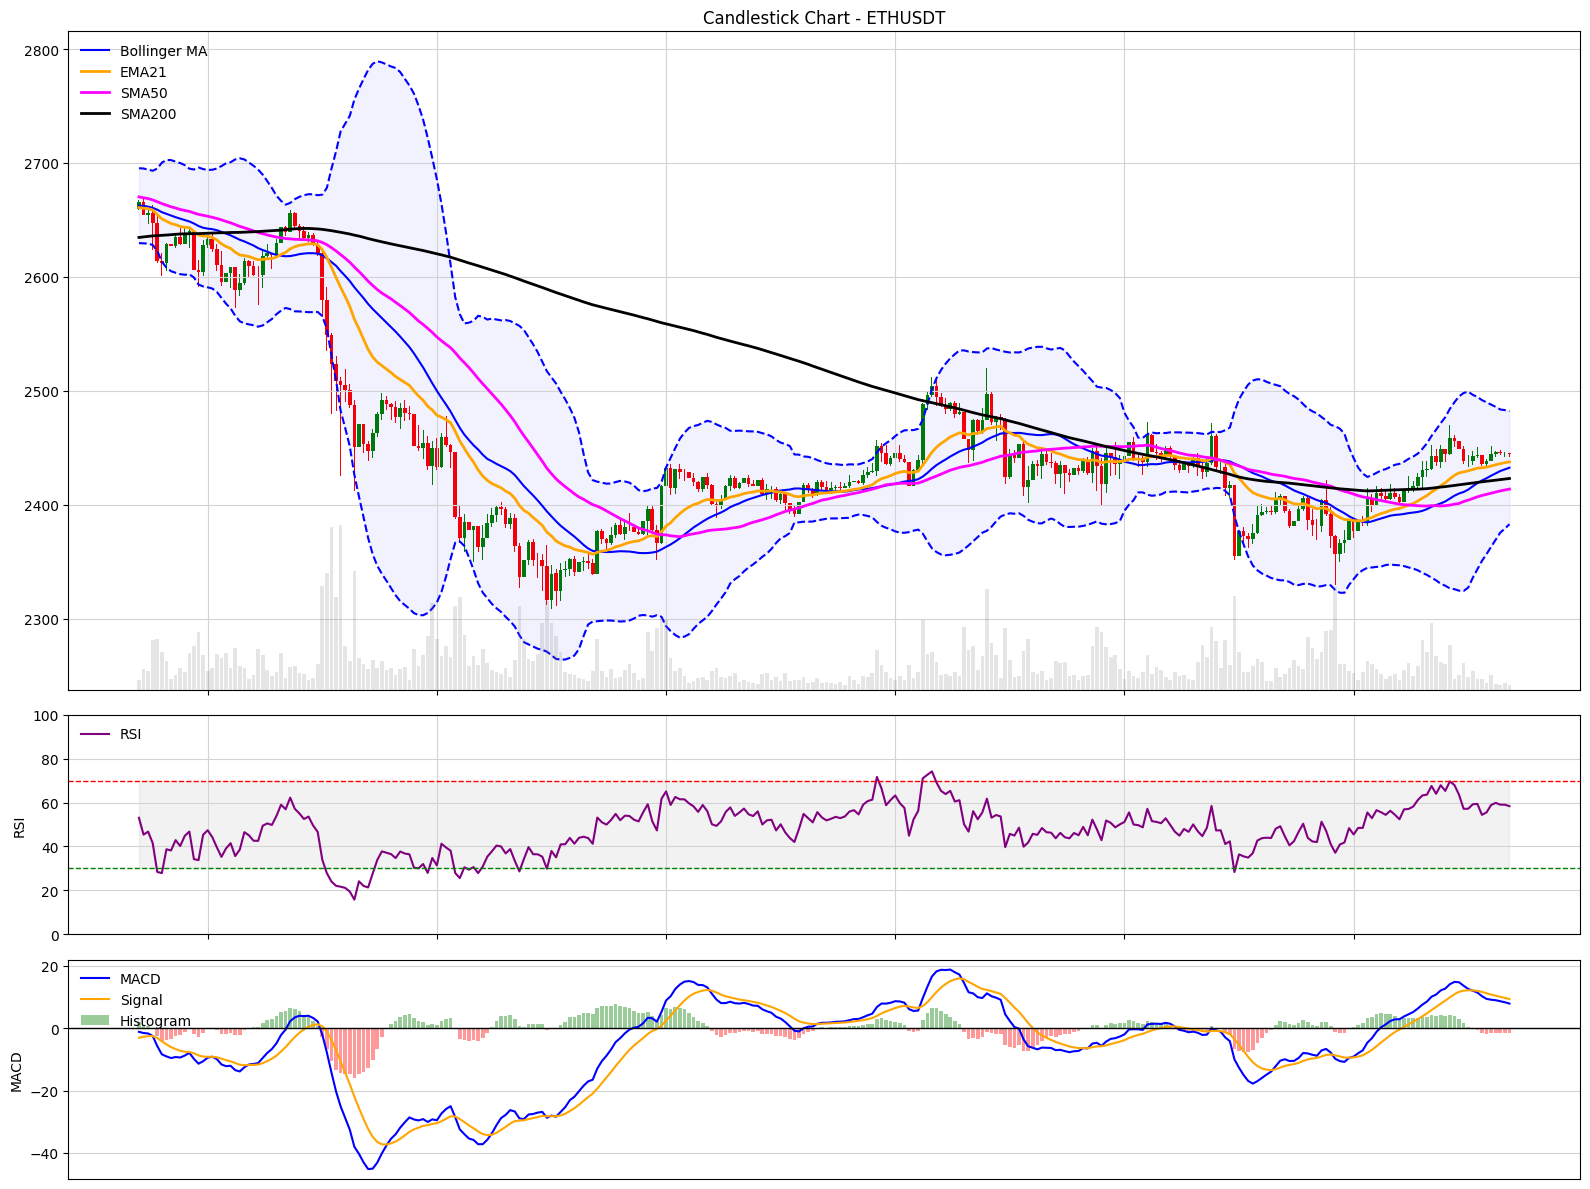 Candlestick Chart - ETHUSDT
Bollinger MA
EMA21
SMA50
SMA200
2800
2700
2600
2500
2400
2300
RSI
100
80
60
40
20
0
RSI
MACD
Signal
Histogram
20
0
−20
−40
MACD